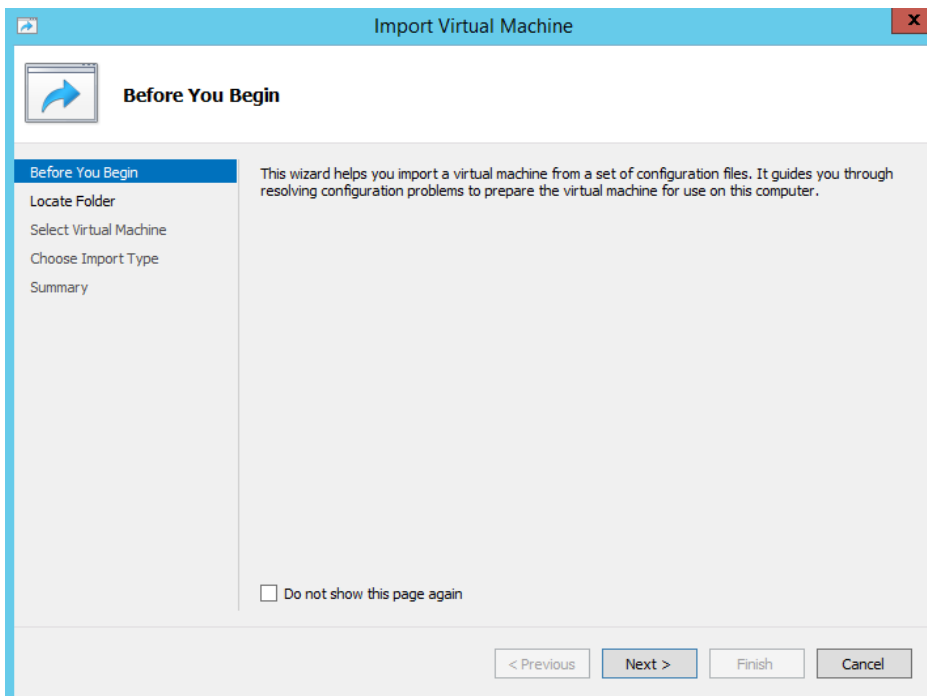 Import Virtual Machine
x
Before You Begin
Before You Begin
Locate Folder
Select Virtual Machine
Choose Import Type
Summary
This wizard helps you import a virtual machine from a set of configuration files. It guides you through
resolving configuration problems to prepare the virtual machine for use on this computer.
Do not show this page again
< Previous
Next >
Finish
Cancel